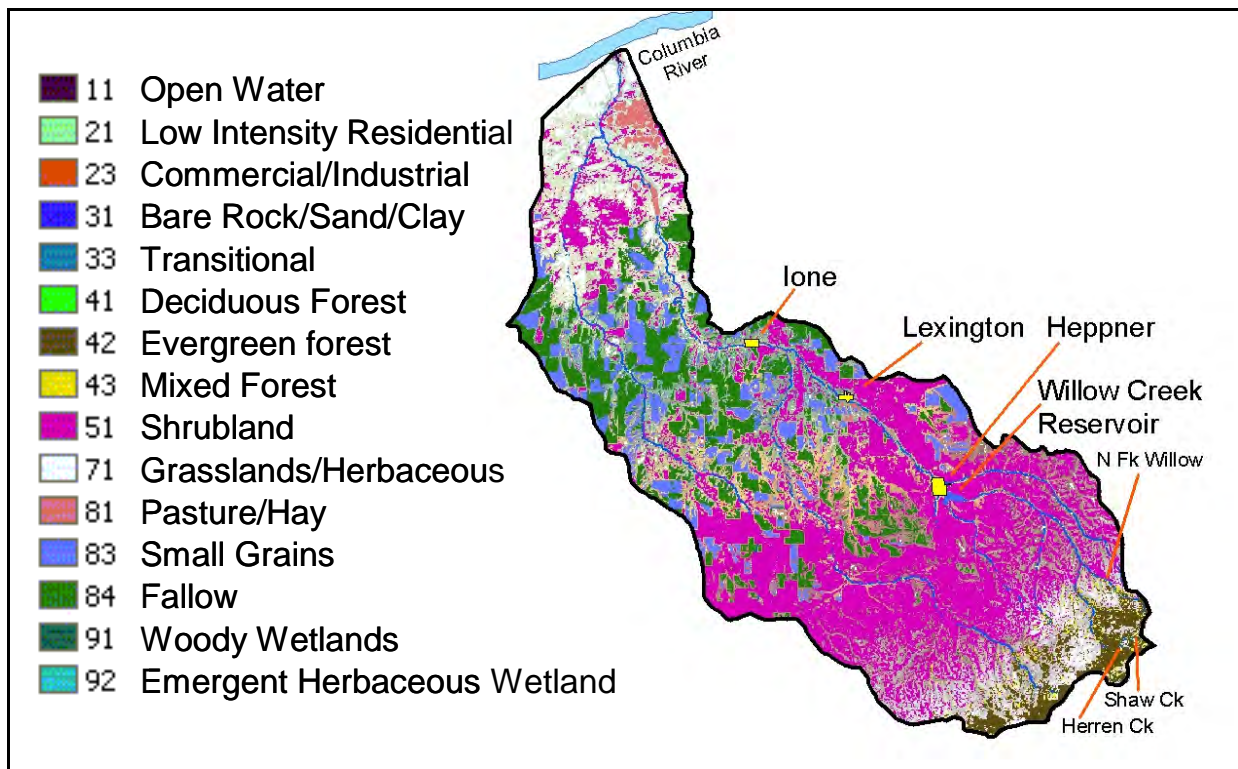 11 Open Water
21 Low Intensity Residential
23 Commercial/Industrial
31 Bare Rock/Sand/Clay
33 Transitional
41 Deciduous Forest
42 Evergreen forest
43 Mixed Forest
51 Shrubland
71 Grasslands/Herbaceous
81 Pasture/Hay
83 Small Grains
84 Fallow
91 Woody Wetlands
92 Emergent Herbaceous Wetland
Columbia
River
Ione
Lexington
Heppner
Willow Creek
Reservoir
N Fk Willow
Shaw Ck
Herren Ck